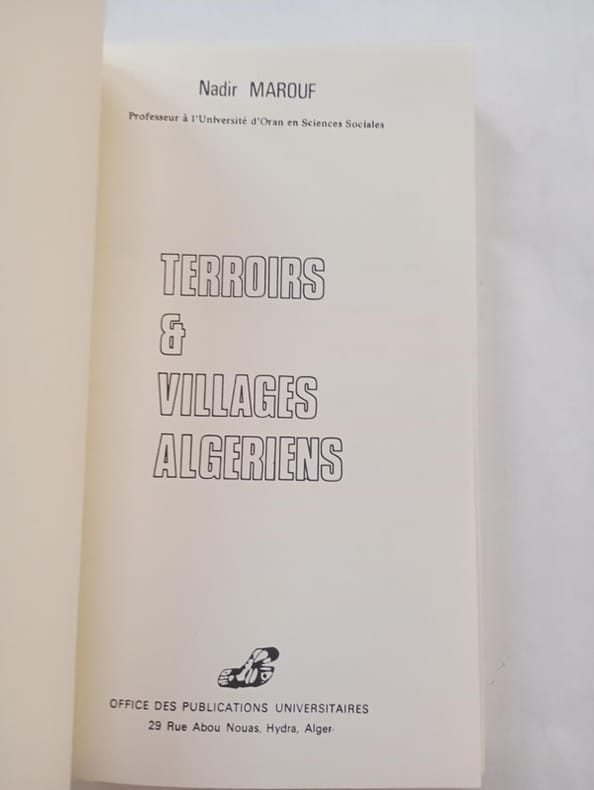 Nadir MAROUF
Professeur à l'Université d'Oran en Sciences Sociales
TERROIRS
&
VILLAGES
ALGERIENS
OFFICE DES PUBLICATIONS UNIVERSITAIRES
29 Rue Abou Nouas, Hydra, Alger